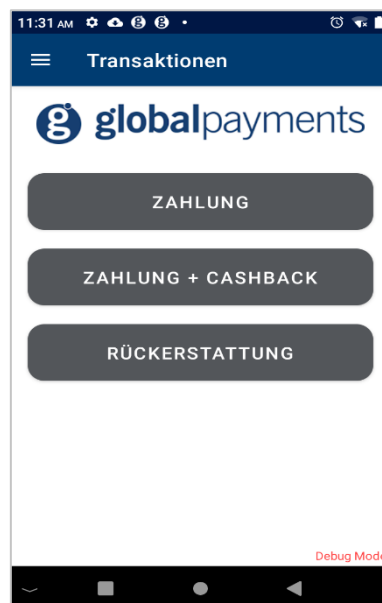 11:31 AM
Transaktionen
globalpayments
ZAHLUNG
ZAHLUNG + CASHBACK
RÜCKERSTATTUNG
Debug Mode